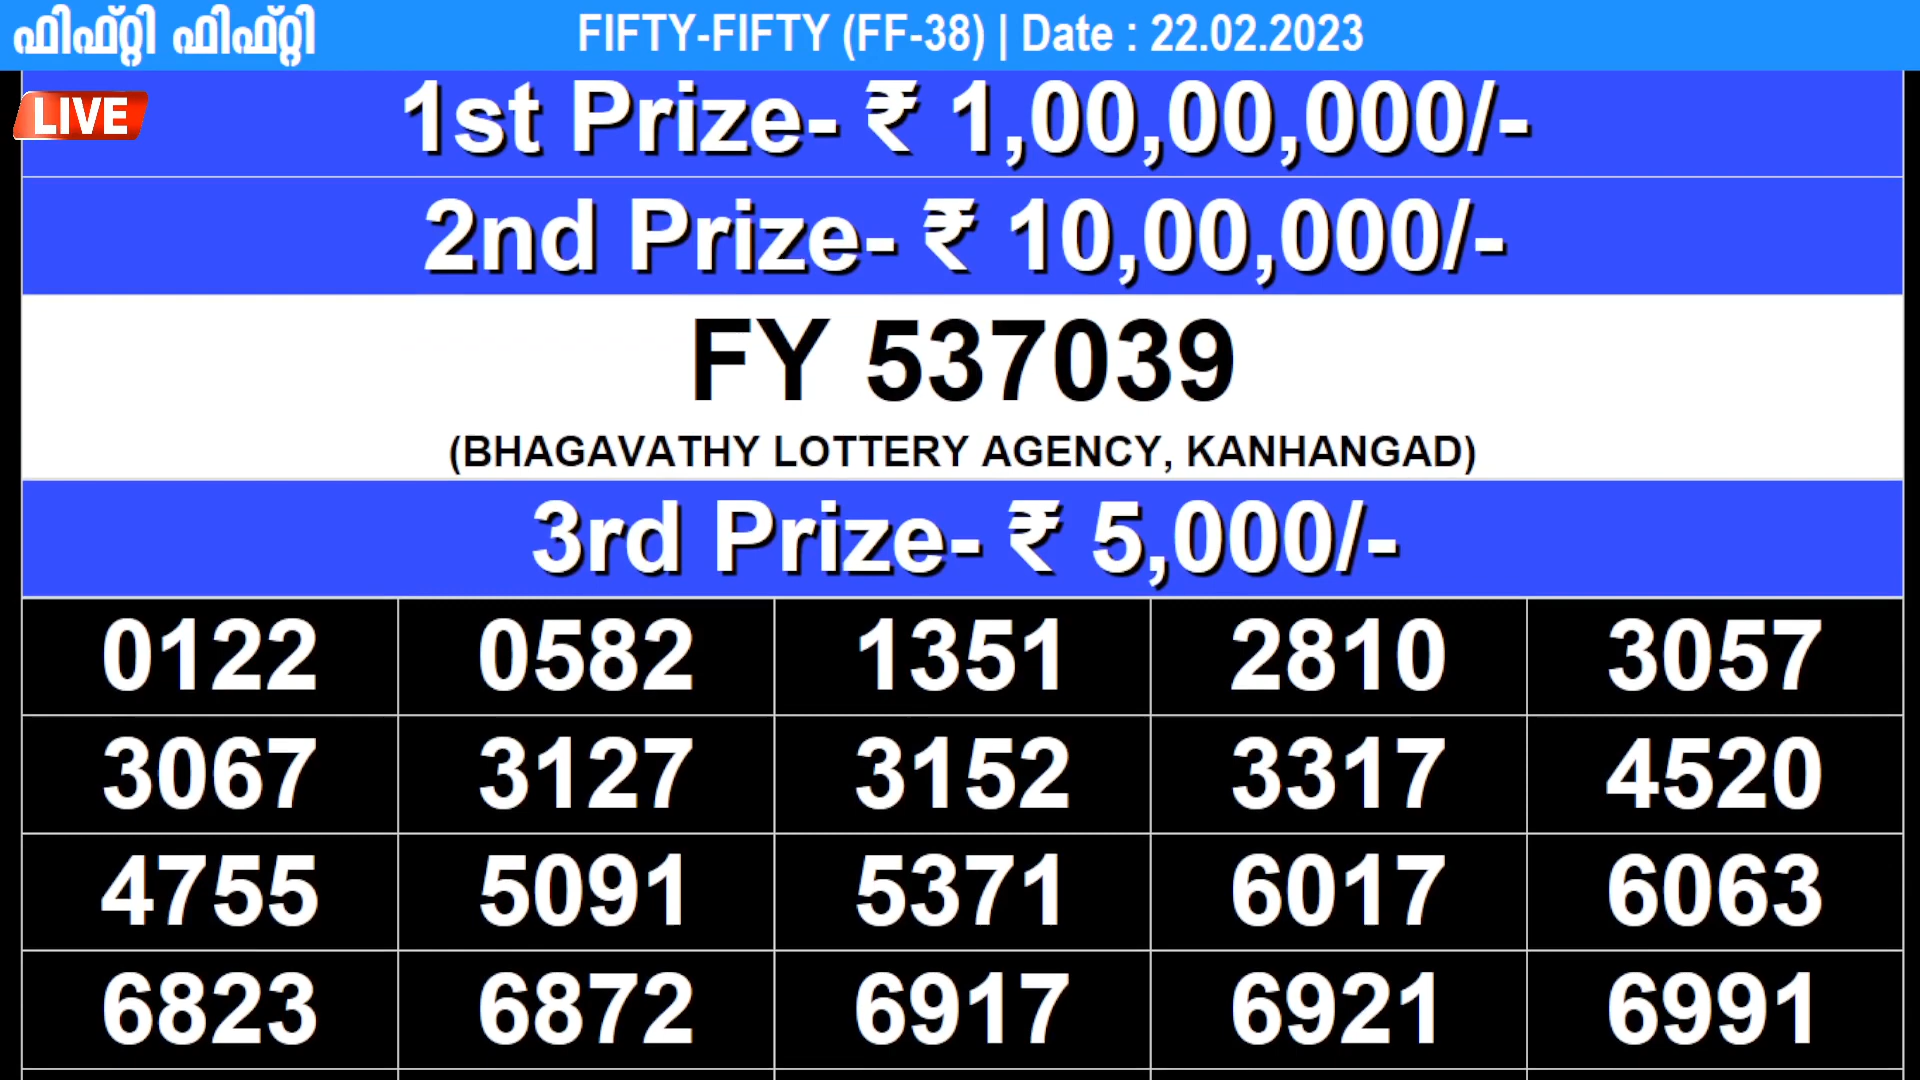 ഫിഫ്റ്റി ഫിഫ്റ്റി FIFTY-FIFTY (FF-38) | Date : 22.02.2023
LIVE
1st Prize- ₹ 1,00,00,000/-
2nd Prize- ₹ 10,00,000/-
FY 537039
(BHAGAVATHY LOTTERY AGENCY, KANHANGAD)
3rd Prize- ₹ 5,000/-
0122 0582 1351 2810 3057
3067 3127 3152 3317 4520
4755 5091 5371 6017 6063
6823 6872 6917 6921 6991